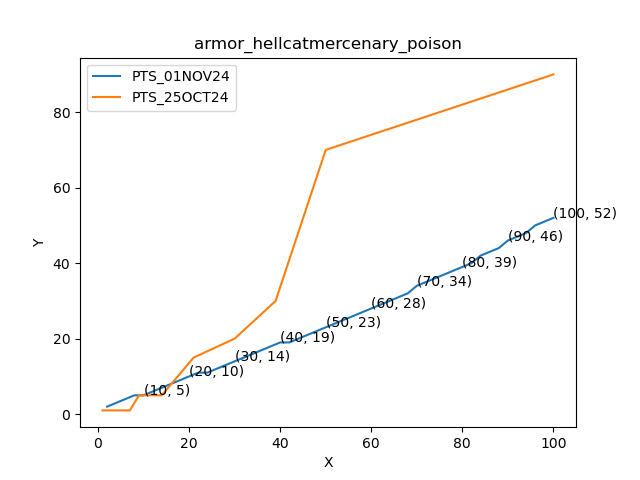 armor_hellcatmercenary_poison
PTS_01NOV24
PTS_25OCT24
Y
80
60
40
20
0
(100, 52)
(90, 46)
(80, 39)
(70, 34)
(60, 28)
(50, 23)
(40, 19)
(30, 14)
(20, 10)
(10, 5)
0 20 40 60 80 100
X